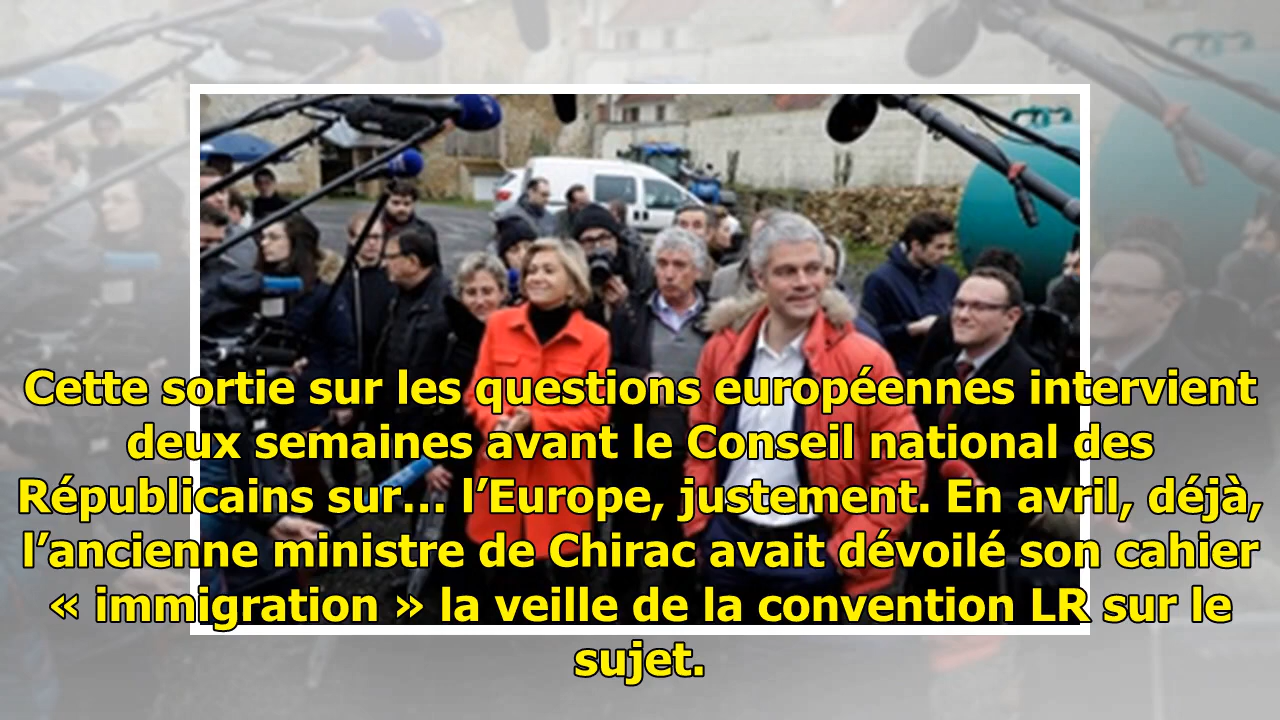 Cette sortie sur les questions européennes intervient
deux semaines avant le Conseil national des
Républicains sur... l’Europe, justement. En avril, déjà,
l’ancienne ministre de Chirac avait dévoilé son cahier
« immigration » la veille de la convention LR sur le
sujet.